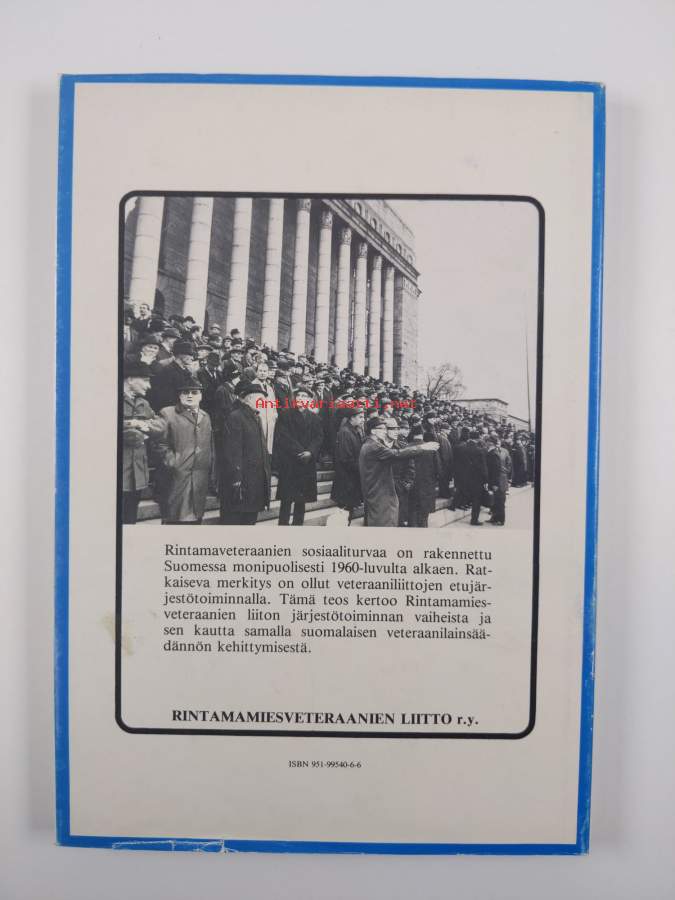 Antikvariaatti.net
Rintamaveteraanien sosiaaliturvaa on rakennettu
Suomessa monipuolisesti 1960-luvulta alkaen. Rat-
kaiseva merkitys on ollut veteraaniliittojen etujär-
jestötoiminnalla. Tämä teos kertoo Rintamamies-
veteraanien liiton järjestötoiminnan vaiheista ja
sen kautta samalla suomalaisen veteraanilainsää-
dännön kehittymisestä.
RINTAMAMIESVETERAANIEN LIITTO r.y.
ISBN 951-99540-6-6